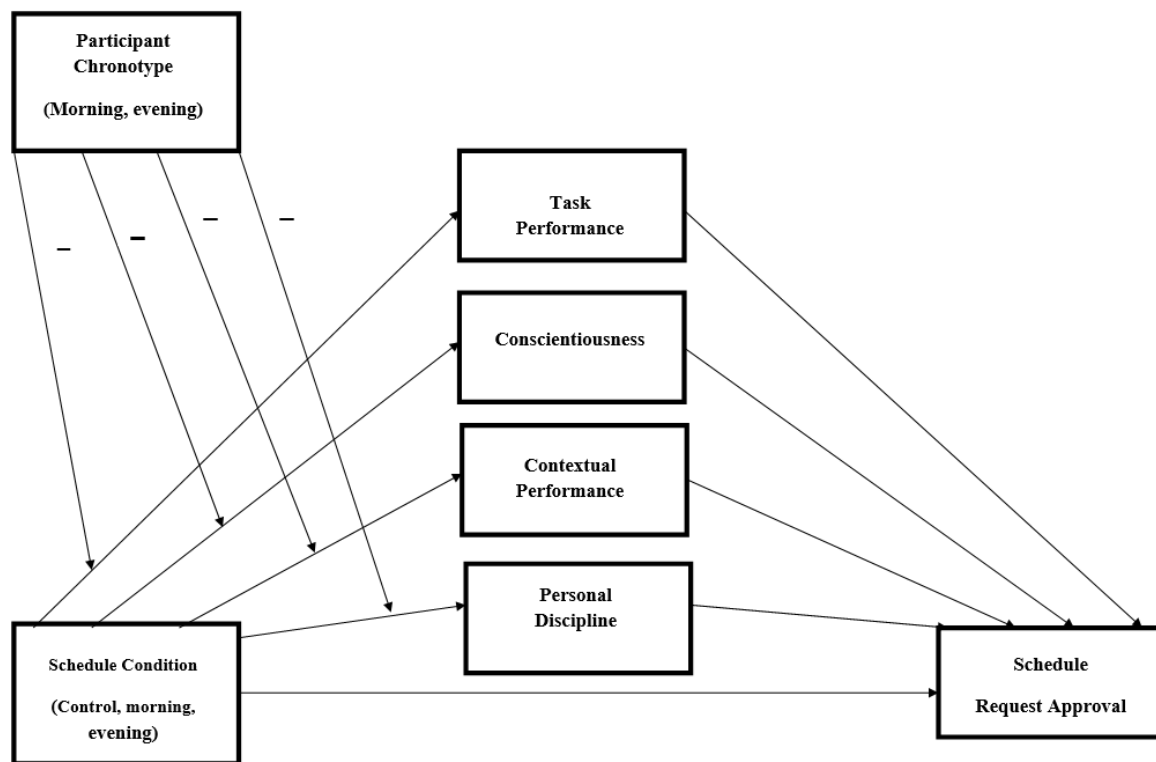 Participant
Chronotype
(Morning, evening)
–
–
–
–
Task
Performance
Conscientiousness
Contextual
Performance
Personal
Discipline
Schedule Condition
(Control, morning,
evening)
Schedule
Request Approval